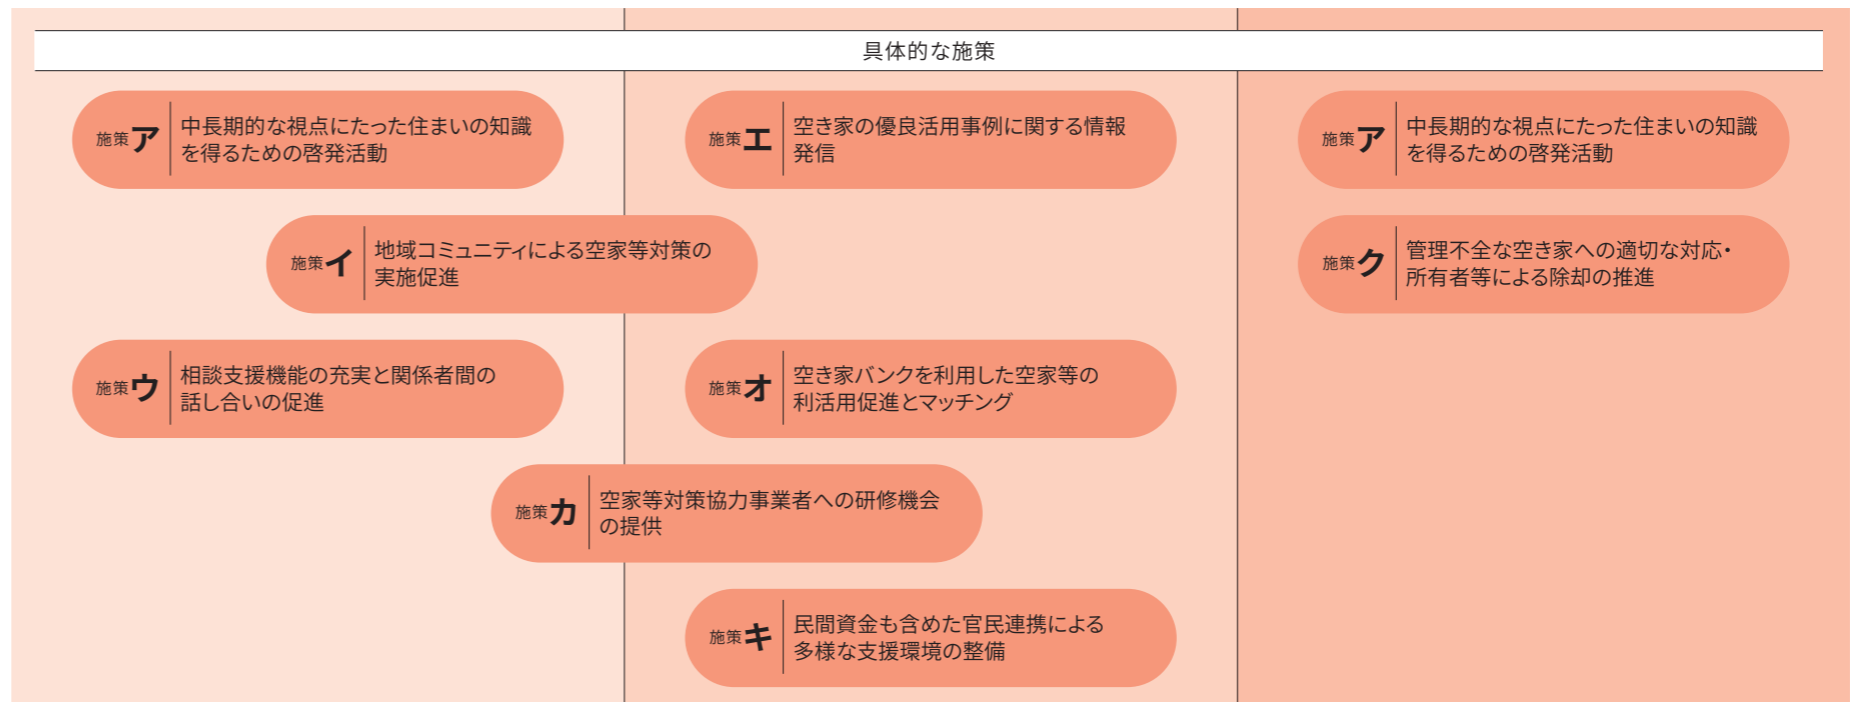 具体的な施策
施策ア
中長期的な視点にたった住まいの知識
を得るための啓発活動
施策エ
空き家の優良活用事例に関する情報
発信
施策ア
中長期的な視点にたった住まいの知識
を得るための啓発活動
施策イ
地域コミュニティによる空家等対策の
実施促進
施策ク
管理不全な空き家への適切な対応・
所有者等による除却の推進
施策ウ
相談支援機能の充実と関係者間の
話し合いの促進
施策オ
空き家バンクを利用した空家等の
利活用促進とマッチング
施策カ
空家等対策協力事業者への研修機会
の提供
施策キ
民間資金も含めた官民連携による
多様な支援環境の整備